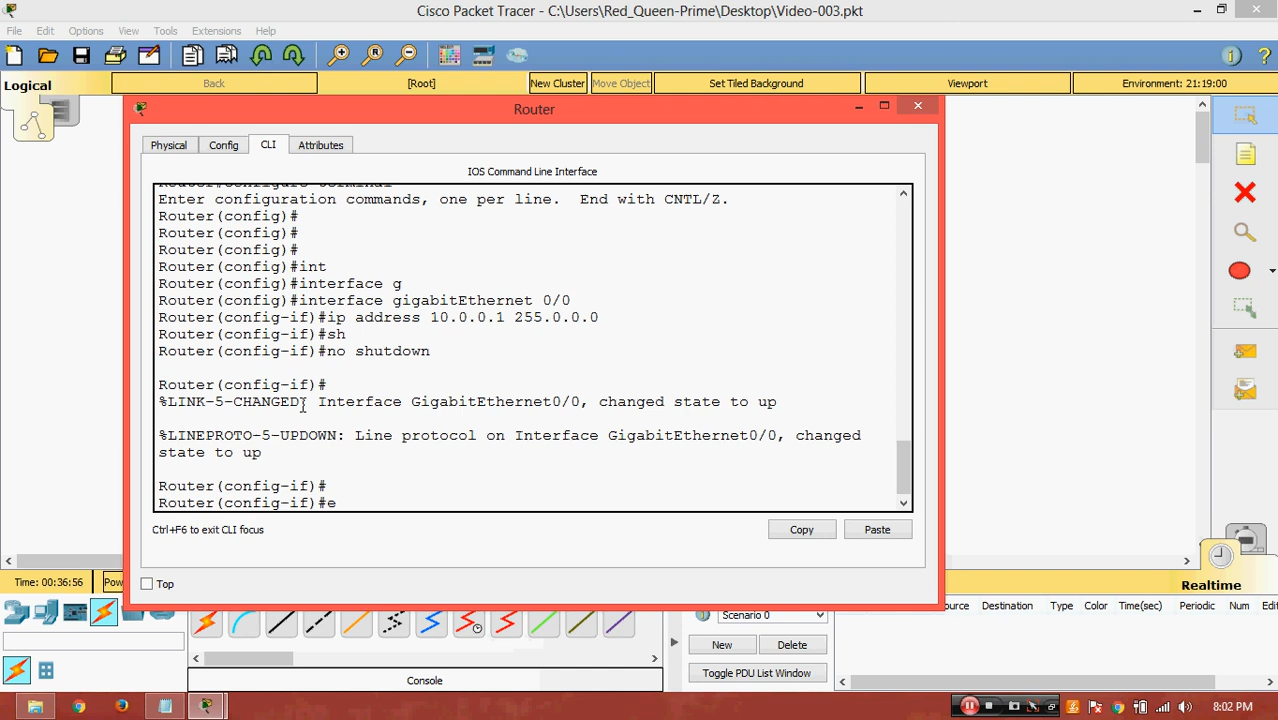 Cisco Packet Tracer - C:\Users\Red_Queen-Prime\Desktop\Video-003.pkt
File Edit Options View Tools Extensions Help
Logical Back [Root] New Cluster Move Object Set Tiled Background Viewport Environment: 21:19:00
Router
Physical Config CLI Attributes
IOS Command Line Interface
Enter configuration commands, one per line.  End with CNTL/Z.
Router(config)#
Router(config)#
Router(config)#
Router(config)#int
Router(config)#interface g
Router(config)#interface gigabitEthernet 0/0
Router(config-if)#ip address 10.0.0.1 255.0.0.0
Router(config-if)#sh
Router(config-if)#no shutdown
Router(config-if)#
%LINK-5-CHANGED: Interface GigabitEthernet0/0, changed state to up
%LINEPROTO-5-UPDOWN: Line protocol on Interface GigabitEthernet0/0, changed
state to up
Router(config-if)#
Router(config-if)#e
Ctrl+F6 to exit CLI focus
Copy Paste
Top
Time: 00:36:56 Pow
Realtime
Scenario 0
New Delete
Toggle PDU List Window
ource Destination Type Color Time(sec) Periodic Num Edit
Console
8:02 PM